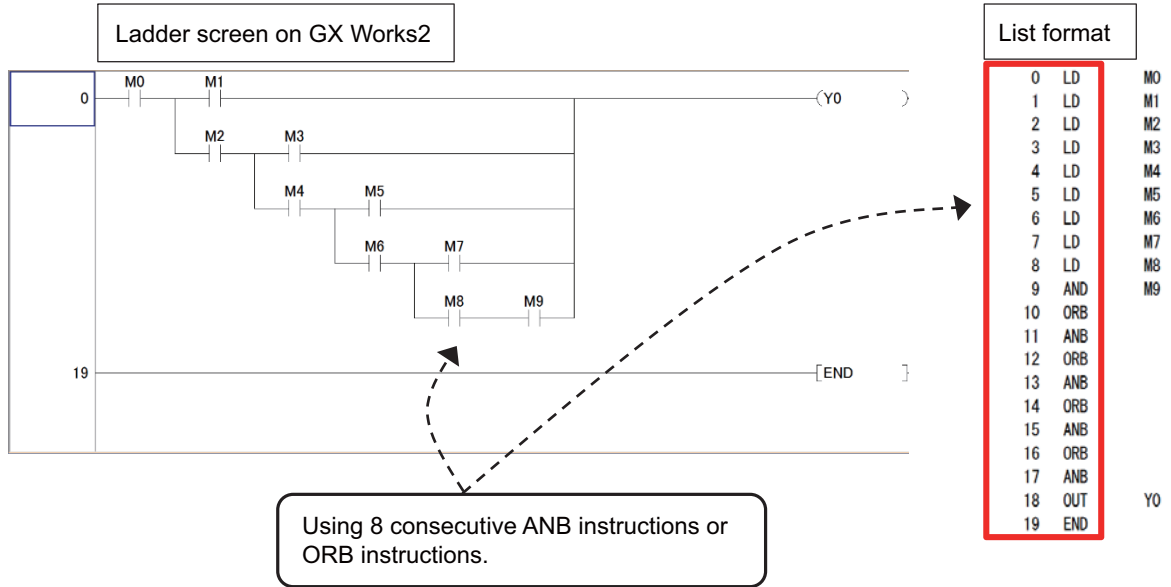 Ladder screen on GX Works2
List format
M0 M1
0 (Y0 )
M2 M3
M4 M5
M6 M7
M8 M9
19 [END ]
Using 8 consecutive ANB instructions or
ORB instructions.
0 LD M0
1 LD M1
2 LD M2
3 LD M3
4 LD M4
5 LD M5
6 LD M6
7 LD M7
8 LD M8
9 AND M9
10 ORB
11 ANB
12 ORB
13 ANB
14 ORB
15 ANB
16 ORB
17 ANB
18 OUT Y0
19 END